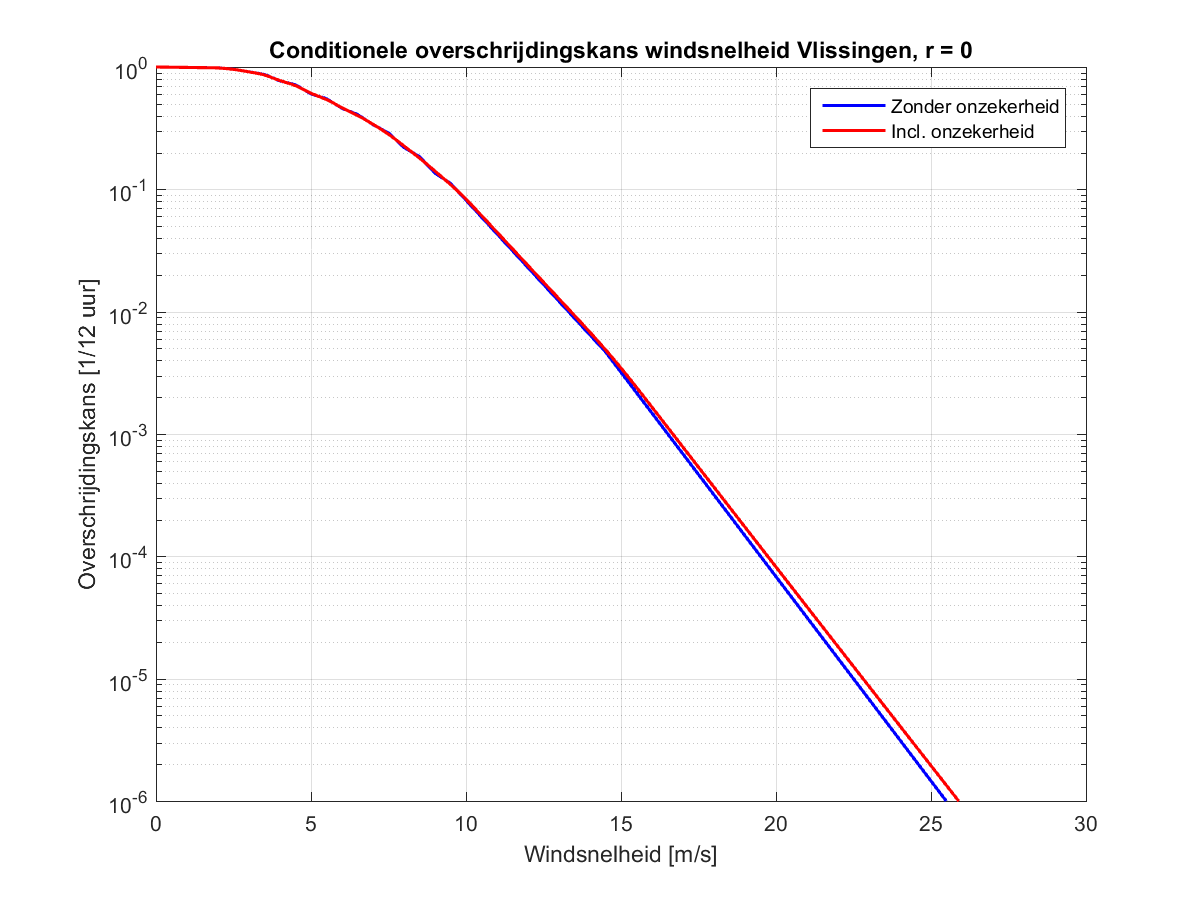 Conditionele overschrijdingskans windsnelheid Vlissingen, r = 0
Zonder onzekerheid
Incl. onzekerheid
Overschrijdingskans [1/12 uur]
10^0
10^-1
10^-2
10^-3
10^-4
10^-5
10^-6
0 5 10 15 20 25 30
Windsnelheid [m/s]